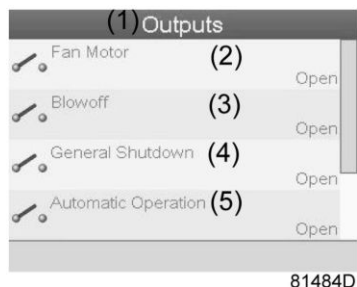 (1) Outputs
Fan Motor (2)
Open
Blowoff (3)
Open
General Shutdown (4)
Open
Automatic Operation (5)
Open
81484D